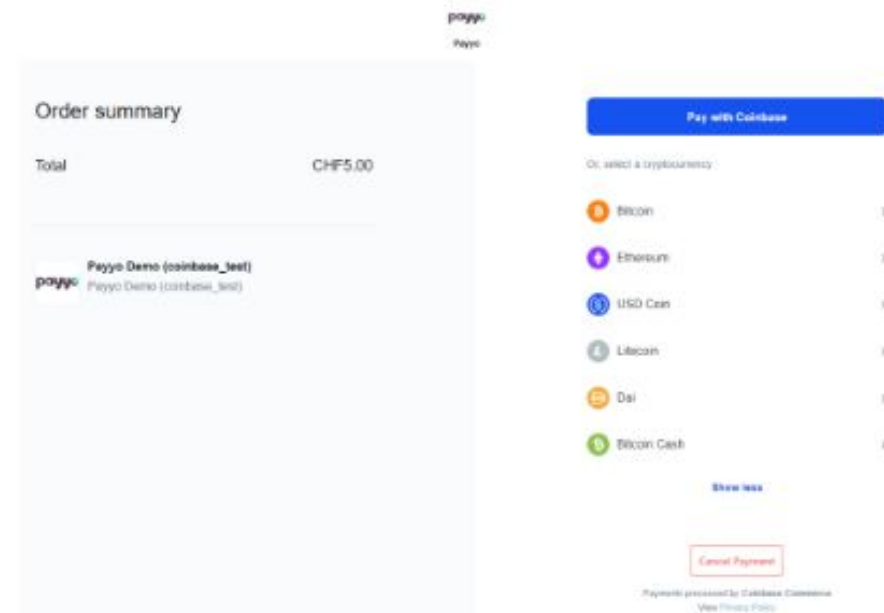 payyo
Payyo
Order summary
Total CHF5.00
payyo
Payyo Demo (coinbase_test)
Payyo Demo (coinbase_test)
Pay with Coinbase
Or, select a cryptocurrency
Bitcoin
Ethereum
USD Coin
Litecoin
Dai
Bitcoin Cash
Show less
Cancel Payment
Payments processed by Coinbase Commerce
View Privacy Policy